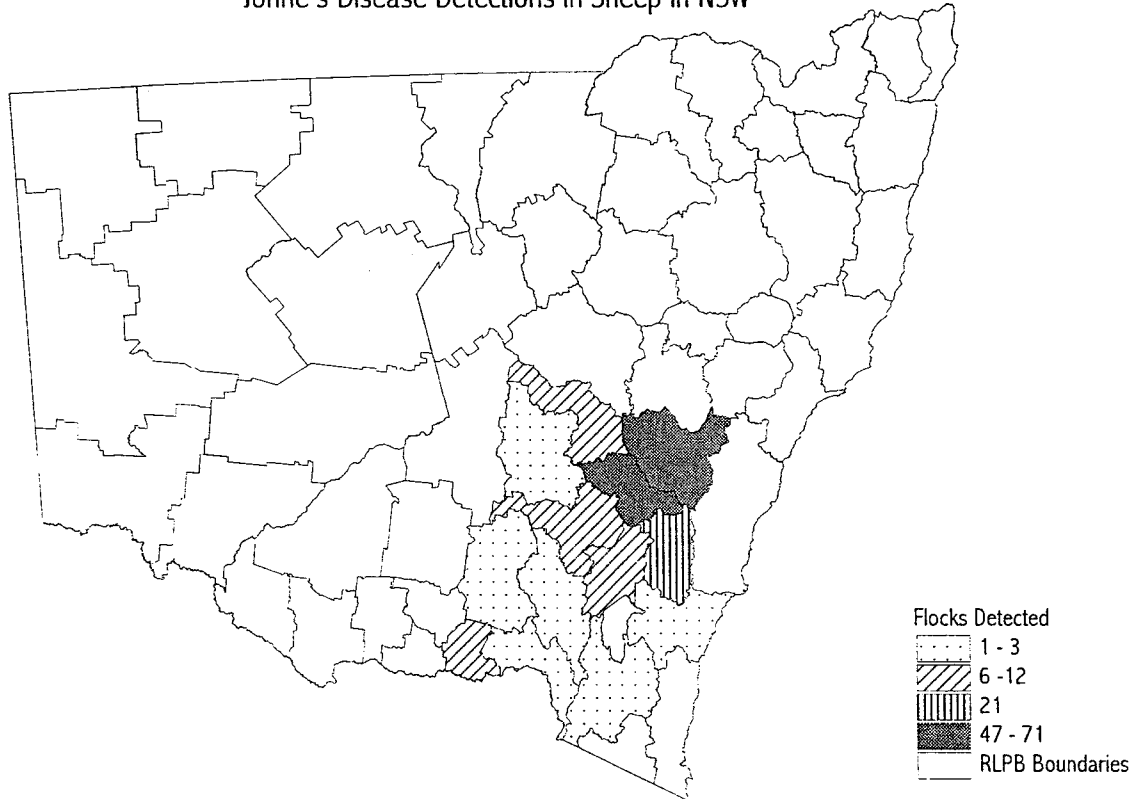 Johne's Disease Detections in Sheep in NSW
Flocks Detected
1 - 3
6 -12
21
47 - 71
RLPB Boundaries